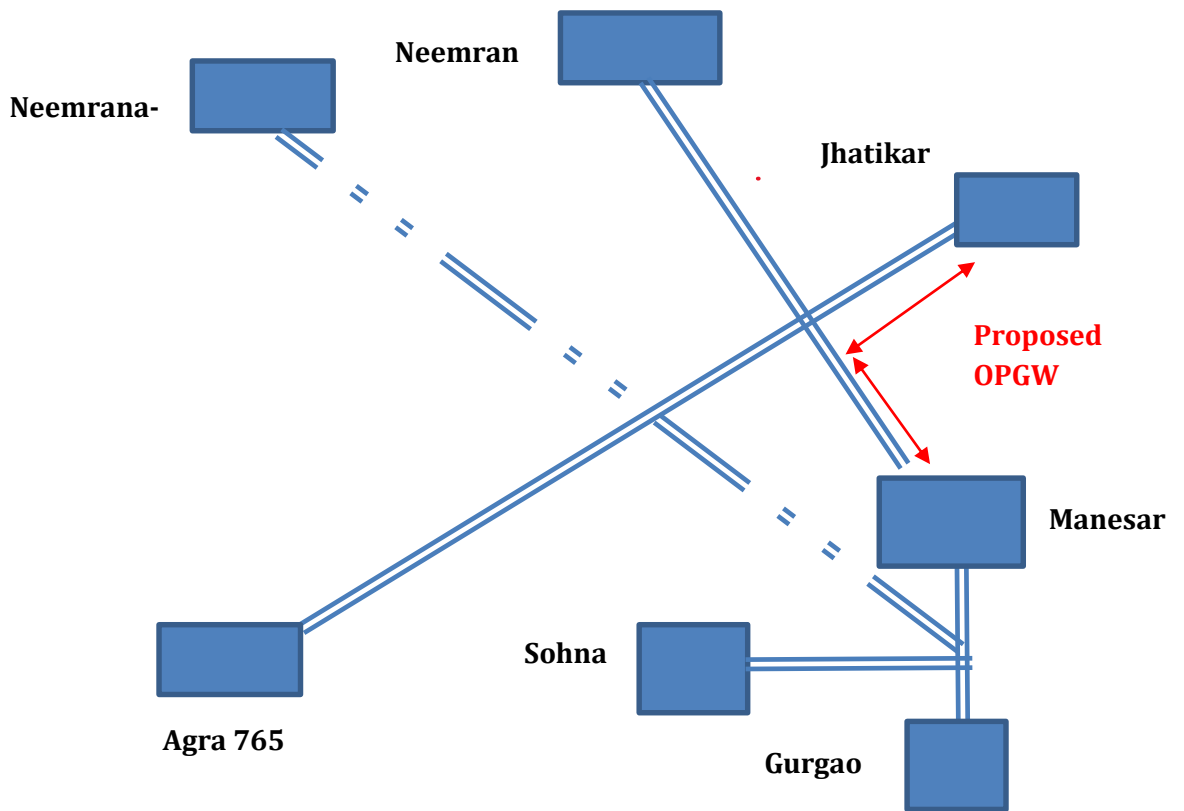 Neemran
Neemrana-
Jhatikar
Proposed
OPGW
Manesar
Sohna
Agra 765
Gurgao